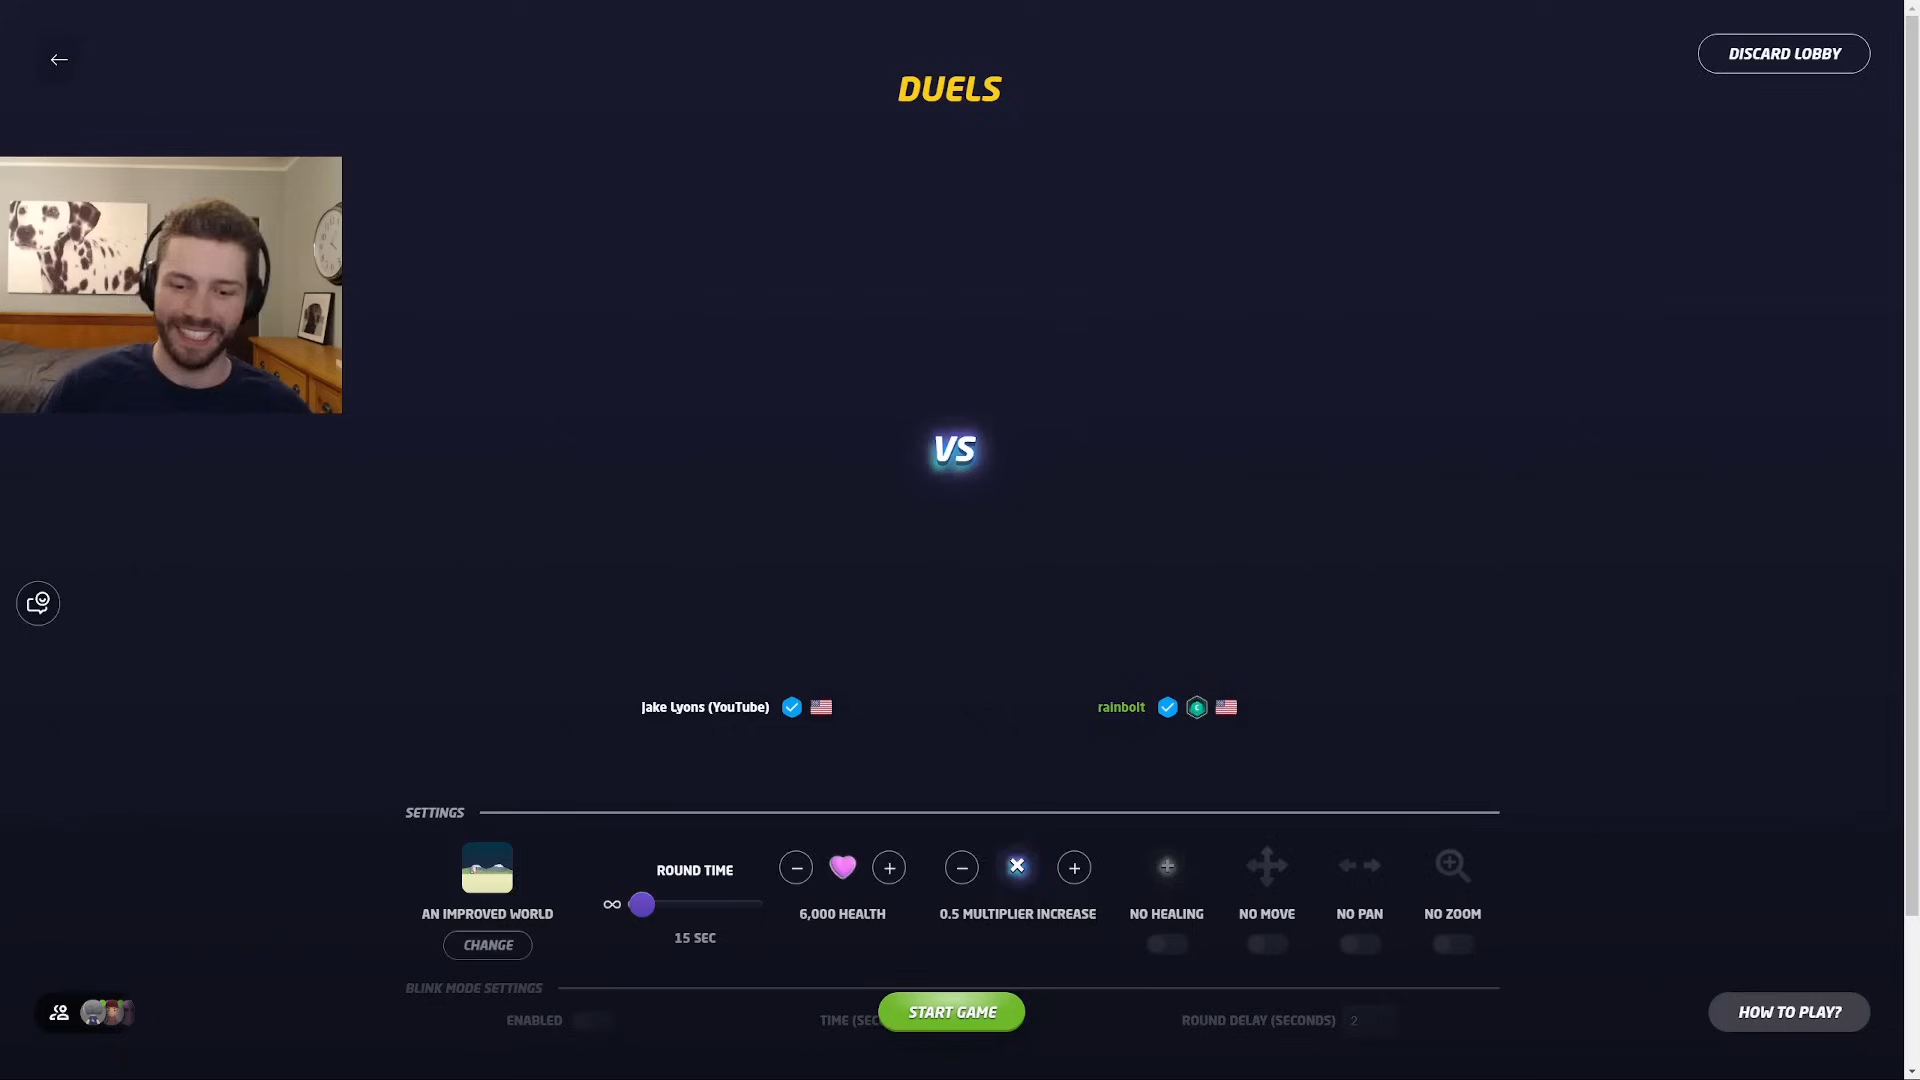 DISCARD LOBBY
DUELS
VS
Jake Lyons (YouTube)
rainbolt
SETTINGS
ROUND TIME
∞
15 SEC
6,000 HEALTH
0.5 MULTIPLIER INCREASE
NO HEALING
NO MOVE
NO PAN
NO ZOOM
AN IMPROVED WORLD
CHANGE
BLINK MODE SETTINGS
ENABLED
TIME (SEC
ROUND DELAY (SECONDS) 2
START GAME
HOW TO PLAY?